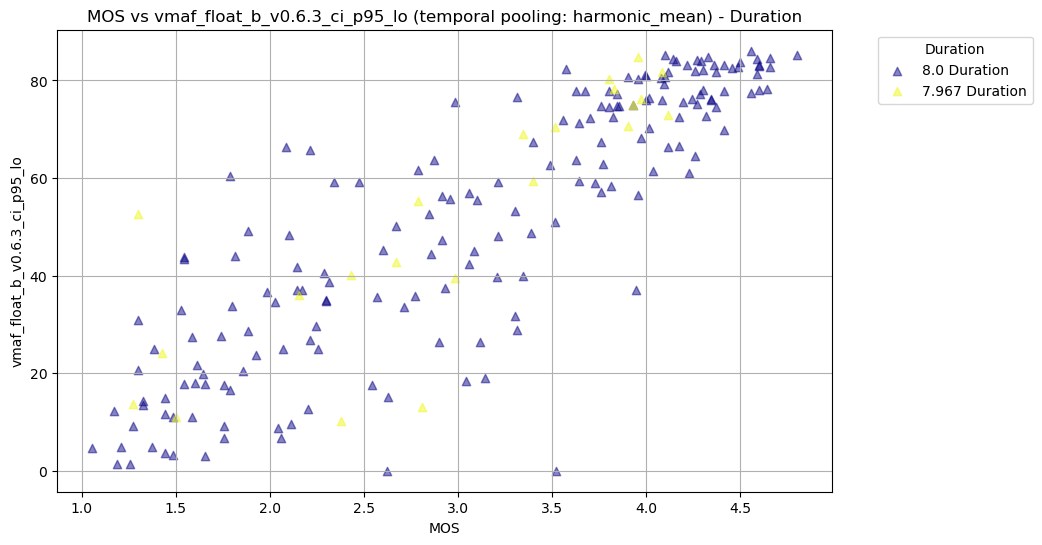 MOS vs vmaf_float_b_v0.6.3_ci_p95_lo (temporal pooling: harmonic_mean) - Duration
Duration
8.0 Duration
7.967 Duration
vmaf_float_b_v0.6.3_ci_p95_lo
80
60
40
20
0
1.0 1.5 2.0 2.5 3.0 3.5 4.0 4.5
MOS